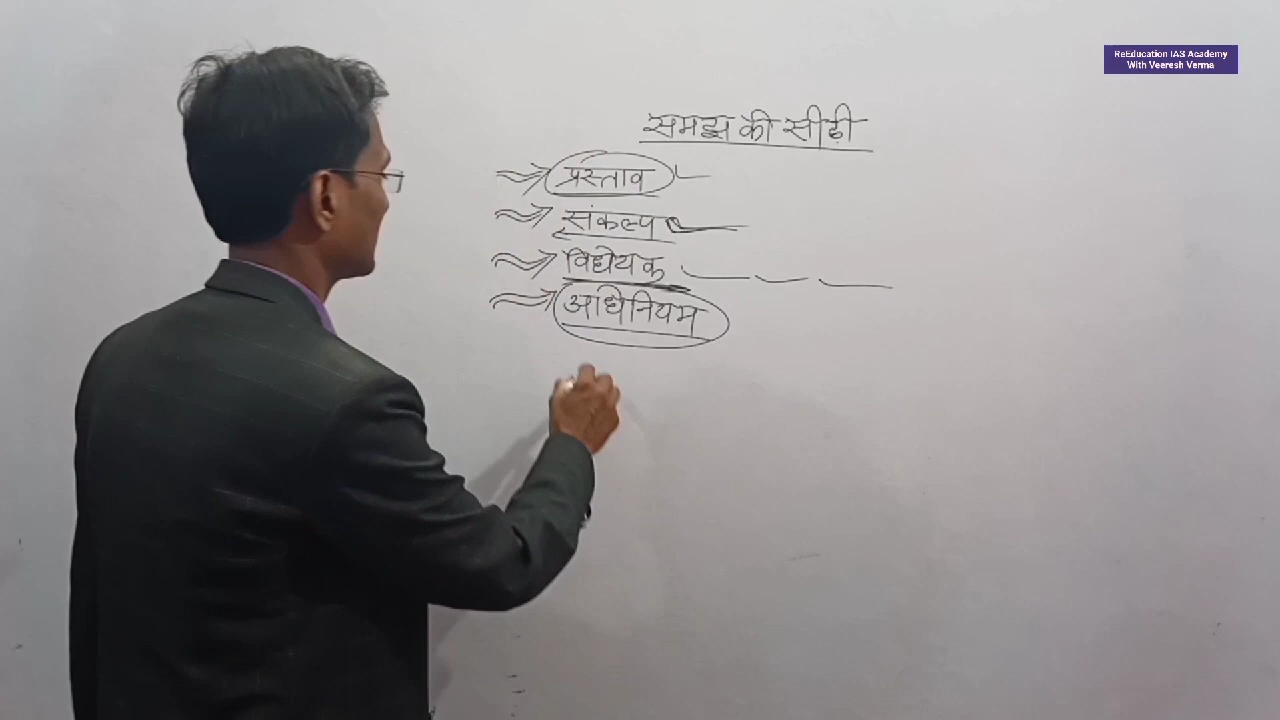 ReEducation IAS Academy
With Veeresh Verma
समझ की सीढ़ी
प्रस्ताव
संकल्प
विधेयक
अधिनियम